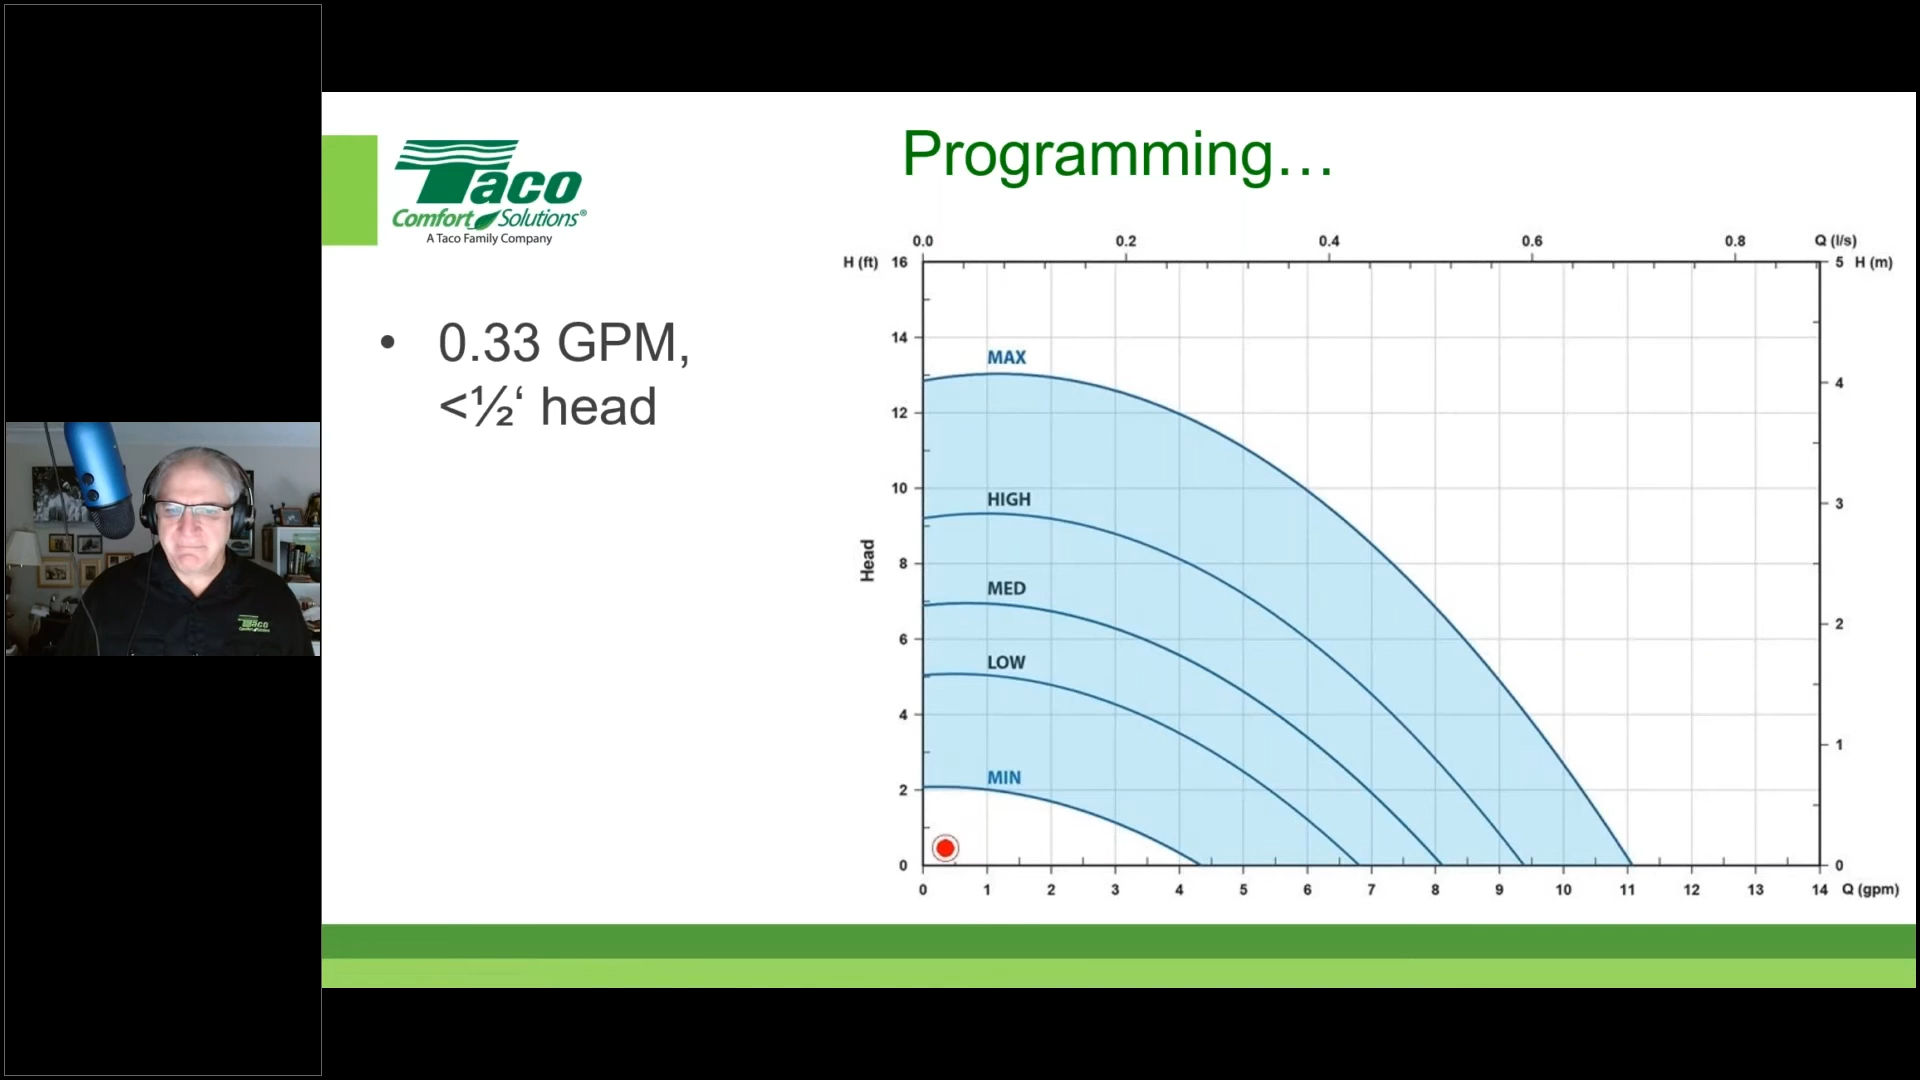 Taco
Comfort Solutions®
A Taco Family Company
Programming…
• 0.33 GPM,
<½‘ head
0.0 0.2 0.4 0.6 0.8 Q (l/s)
H (ft) 16 5 H (m)
14
MAX
4
12
10
HIGH
3
Head
8
MED
2
6
LOW
4
1
MIN
2
0 0
0 1 2 3 4 5 6 7 8 9 10 11 12 13 14 Q (gpm)
Taco